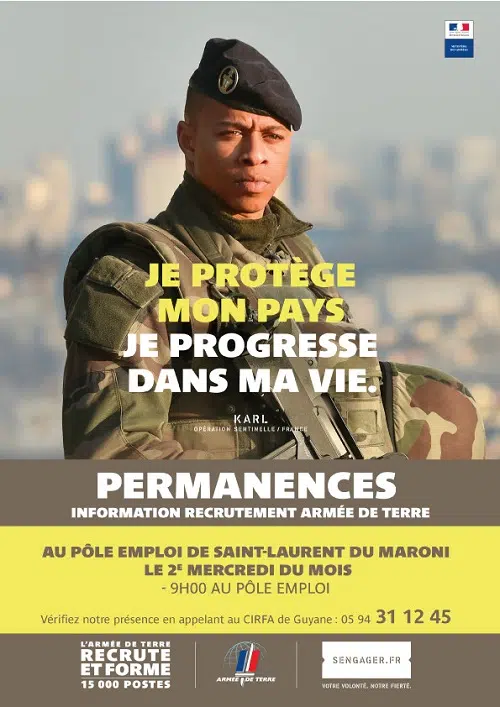 JE PROTÈGE
MON PAYS
JE PROGRESSE
DANS MA VIE.
KARL
OPÉRATION SENTINELLE / FRANCE
PERMANENCES
INFORMATION RECRUTEMENT ARMÉE DE TERRE
AU PÔLE EMPLOI DE SAINT-LAURENT DU MARONI
LE 2E MERCREDI DU MOIS
- 9H00 AU PÔLE EMPLOI
Vérifiez notre présence en appelant au CIRFA de Guyane : 05 94 31 12 45
L'ARMÉE DE TERRE
RECRUTE
ET FORME
15 000 POSTES
ARMÉE DE TERRE
SENGAGER.FR
VOTRE VOLONTÉ, NOTRE FIERTÉ.